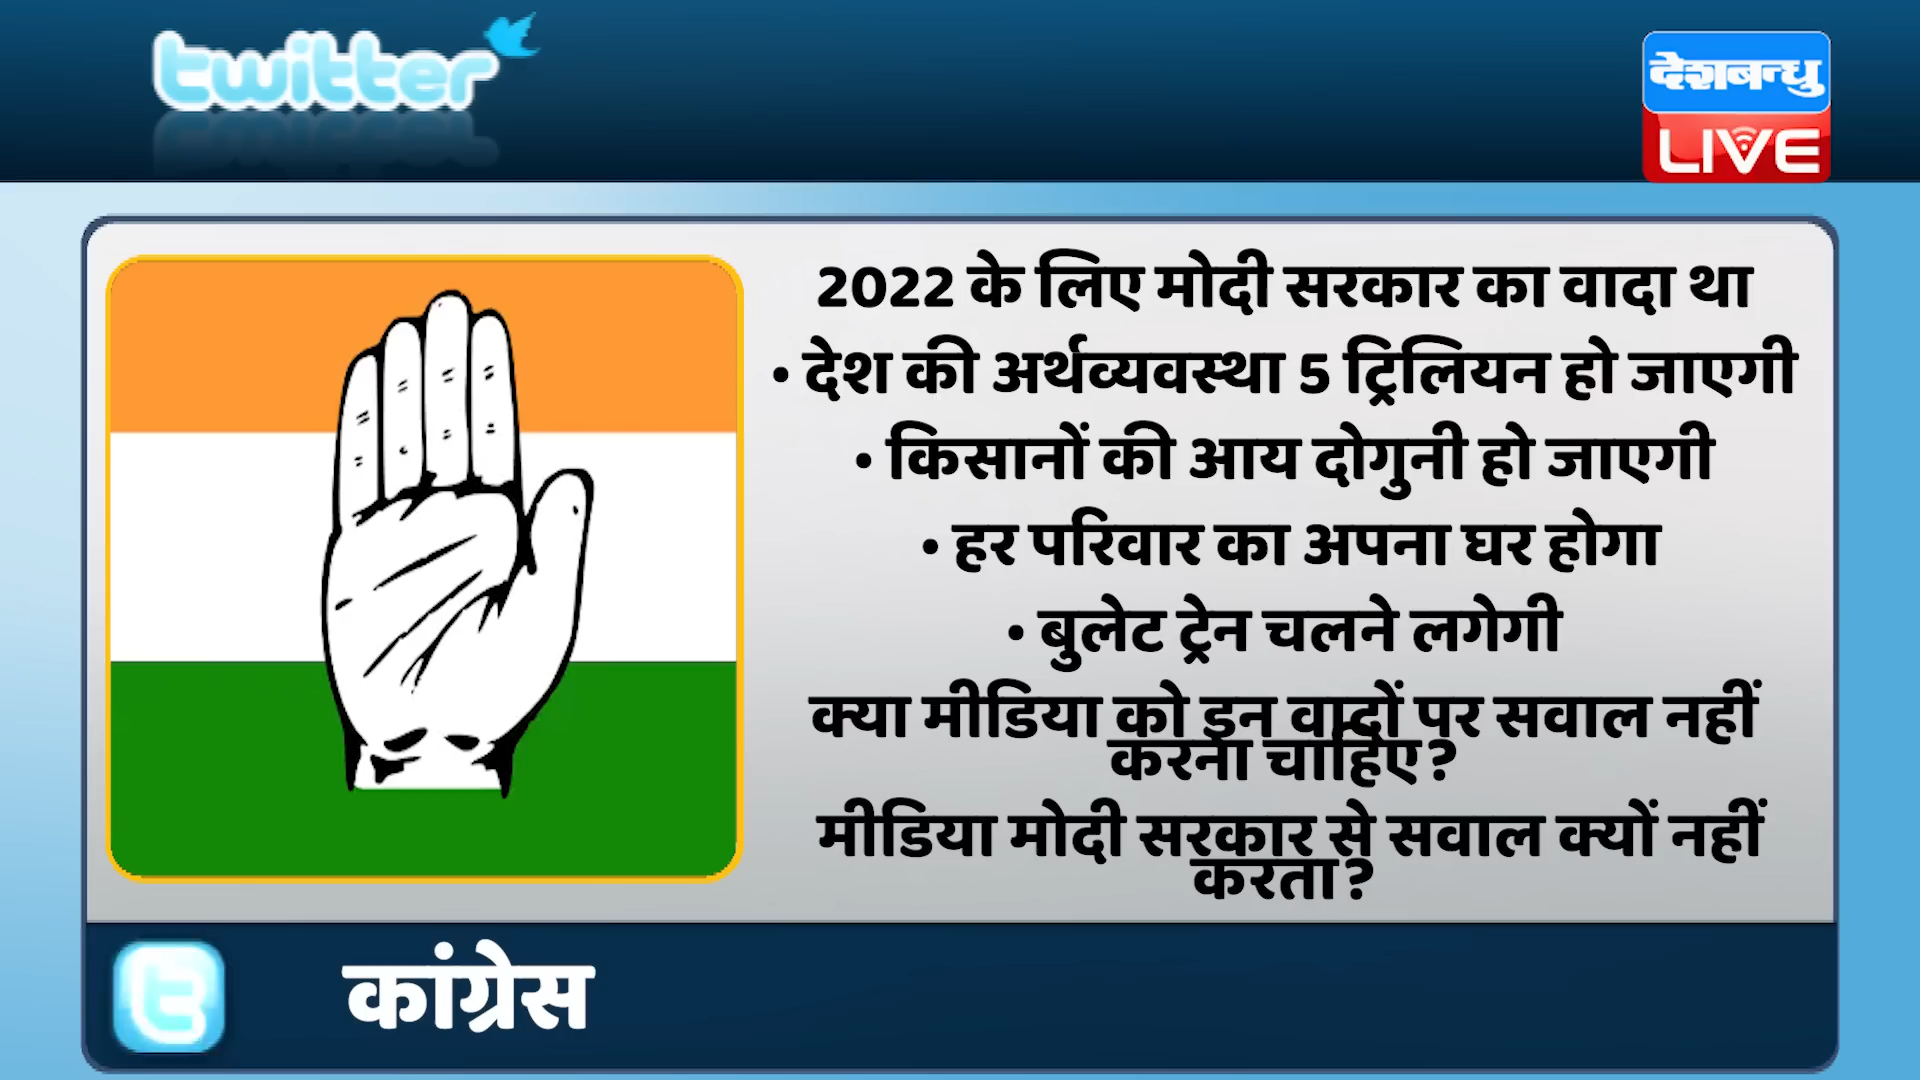 twitter
देशबन्धु
LIVE
2022 के लिए मोदी सरकार का वादा था
• देश की अर्थव्यवस्था 5 ट्रिलियन हो जाएगी
• किसानों की आय दोगुनी हो जाएगी
• हर परिवार का अपना घर होगा
• बुलेट ट्रेन चलने लगेगी
क्या मीडिया को इन वादों पर सवाल नहीं
करना चाहिए?
मीडिया मोदी सरकार से सवाल क्यों नहीं
करता?
t
कांग्रेस